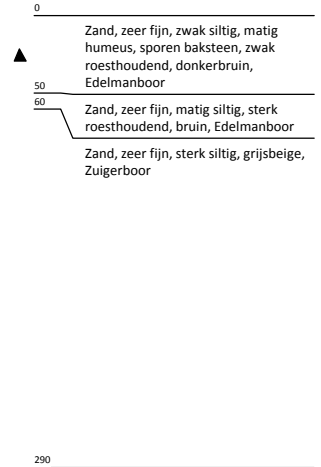 0
Zand, zeer fijn, zwak siltig, matig
humeus, sporen baksteen, zwak
roesthoudend, donkerbruin,
Edelmanboor
50
60
Zand, zeer fijn, matig siltig, sterk
roesthoudend, bruin, Edelmanboor
Zand, zeer fijn, sterk siltig, grijsbeige,
Zuigerboor
290